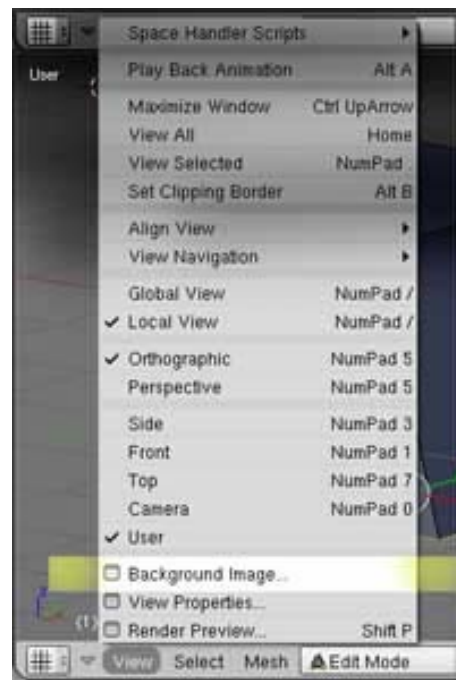 Space Handler Scripts
User
Play Back Animation Alt A
Maximize Window Ctrl UpArrow
View All Home
View Selected NumPad
Set Clipping Border Alt B
Align View
View Navigation
Global View NumPad /
Local View NumPad /
Orthographic NumPad 5
Perspective NumPad 5
Side NumPad 3
Front NumPad 1
Top NumPad 7
Camera NumPad 0
User
Background Image...
View Properties...
(1)
Render Preview... Shift P
View Select Mesh Edit Mode